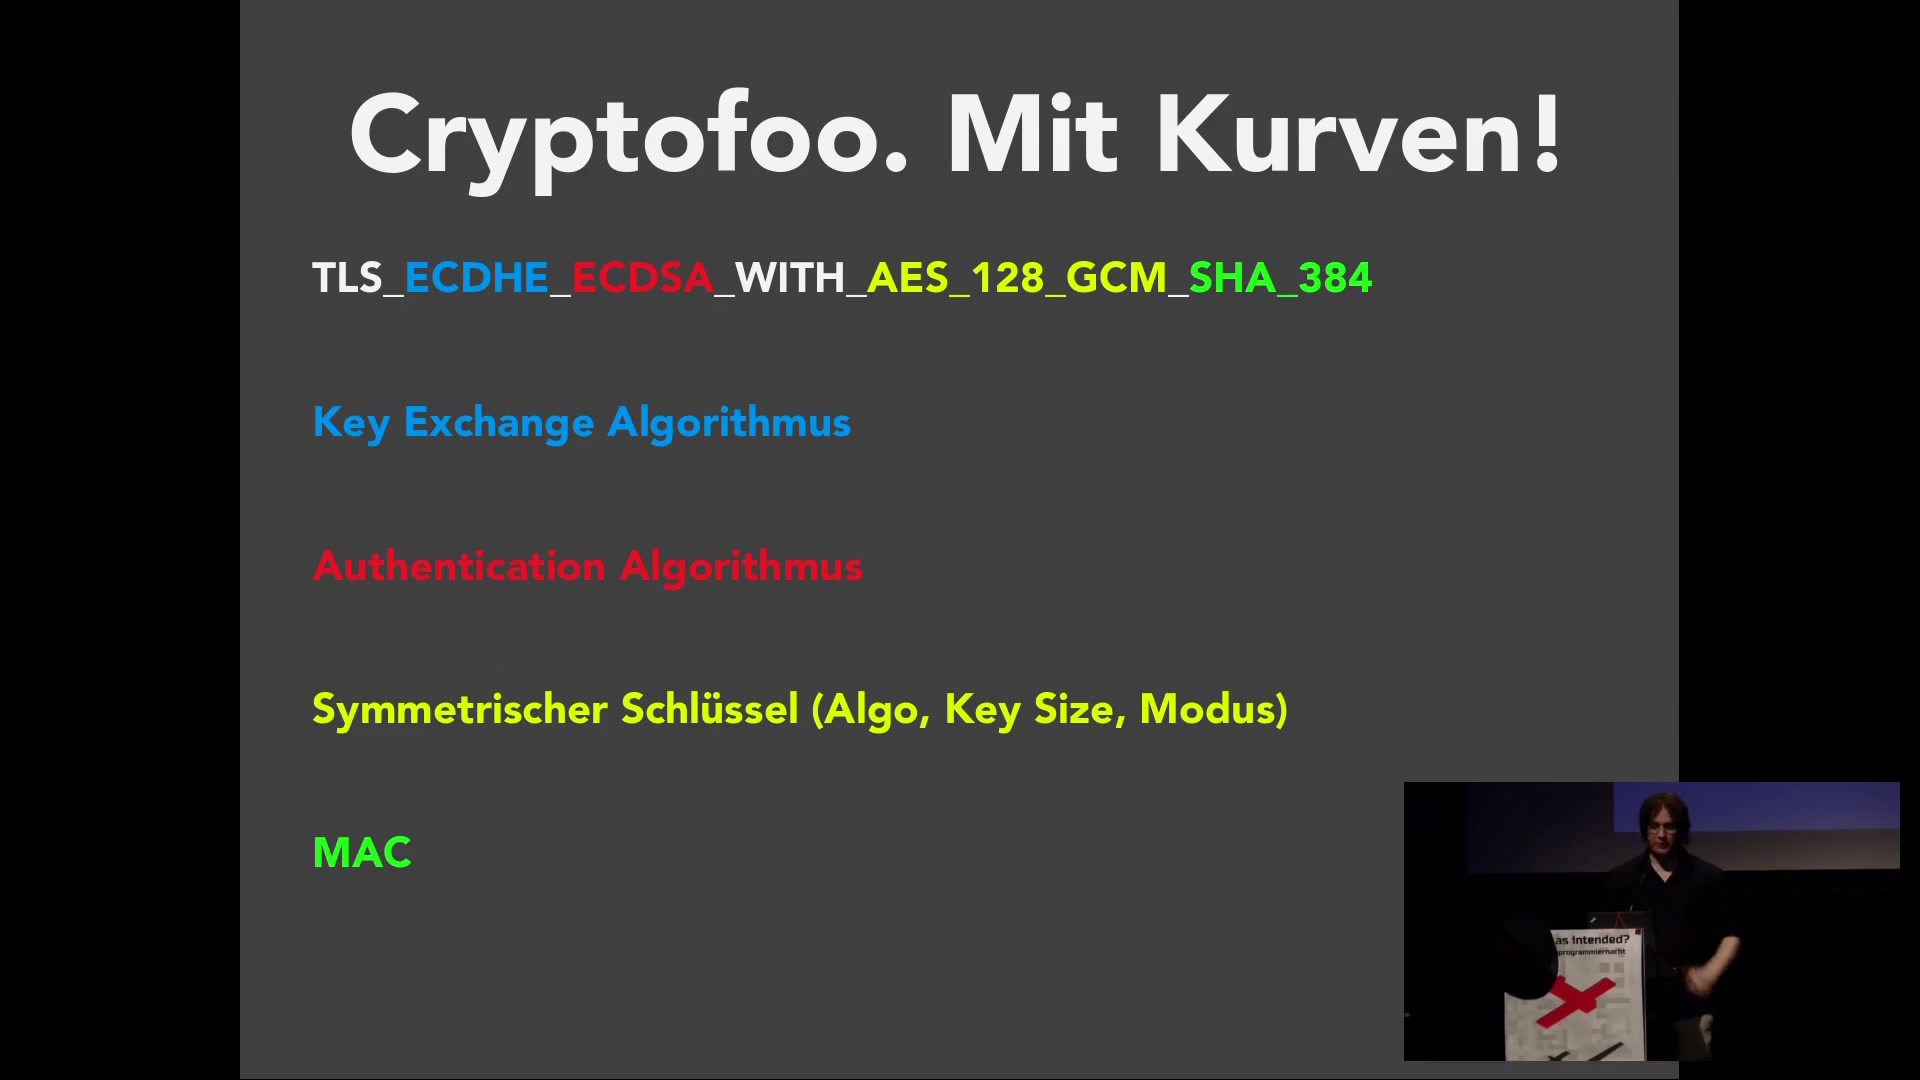 Cryptofoo. Mit Kurven!
TLS_ECDHE_ECDSA_WITH_AES_128_GCM_SHA_384
Key Exchange Algorithmus
Authentication Algorithmus
Symmetrischer Schlüssel (Algo, Key Size, Modus)
MAC
as intended?
programmiernacht